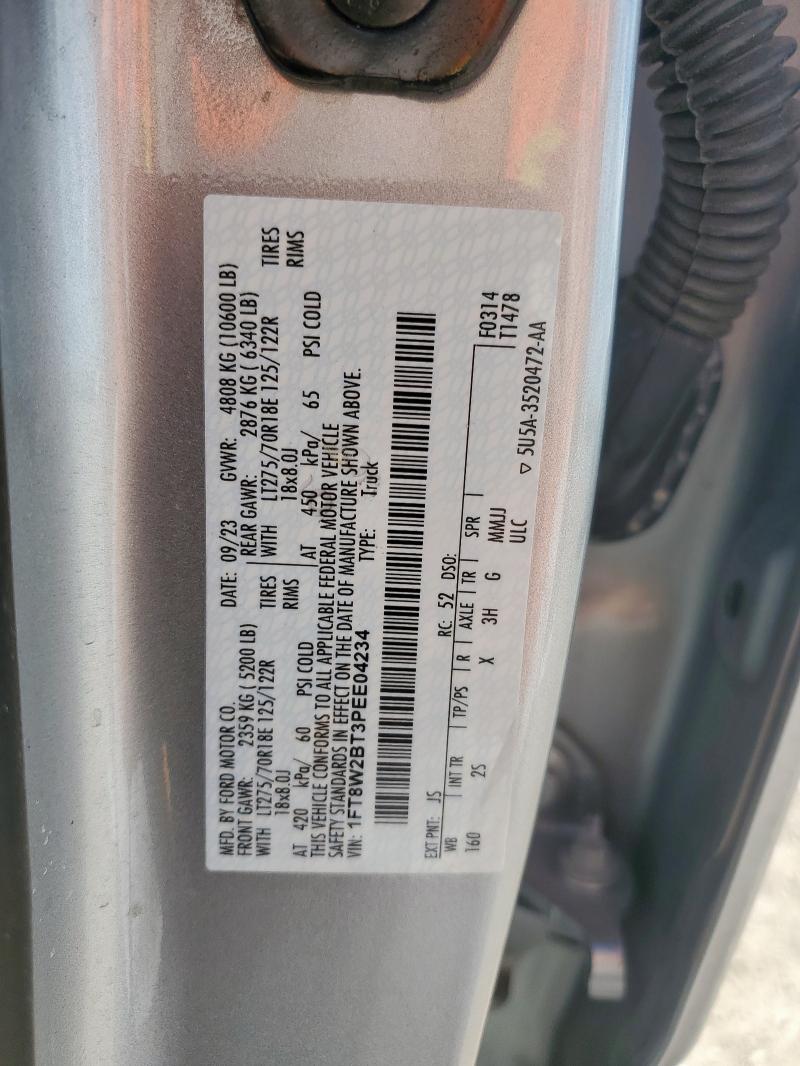 MFD. BY FORD MOTOR CO.
DATE: 09/23 GVWR: 4808 KG (10600 LB)
FRONT GAWR: 2359 KG ( 5200 LB) REAR GAWR: 2876 KG ( 6340 LB)
WITH LT275/70R18E 125/122R TIRES WITH LT275/70R18E 125/122R TIRES
18x8.0J RIMS 18x8.0J RIMS
AT 420 kPa/ 60 PSI COLD AT 450 kPa/ 65 PSI COLD
THIS VEHICLE CONFORMS TO ALL APPLICABLE FEDERAL MOTOR VEHICLE
SAFETY STANDARDS IN EFFECT ON THE DATE OF MANUFACTURE SHOWN ABOVE.
VIN: 1FT8W2BT3PEE04234 TYPE: Truck
EXT PNT: JS RC: 52 DSO: F0314
WB INT TR TP/PS R AXLE TR SPR T1478
160 2S X 3H G MMJJ
ULC ▽ 5U5A-3520472-AA